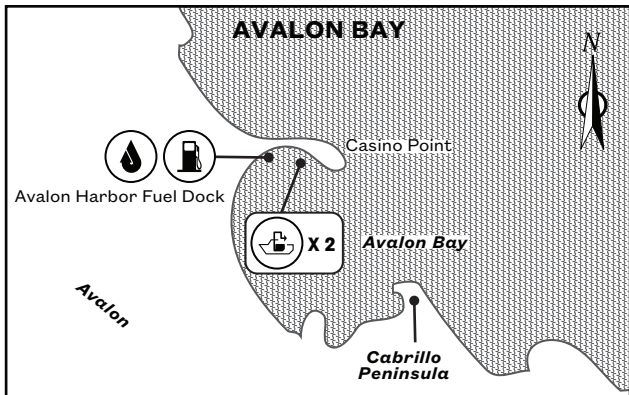 AVALON BAY
N
Casino Point
Avalon Harbor Fuel Dock
X 2
Avalon Bay
Avalon
Cabrillo
Peninsula